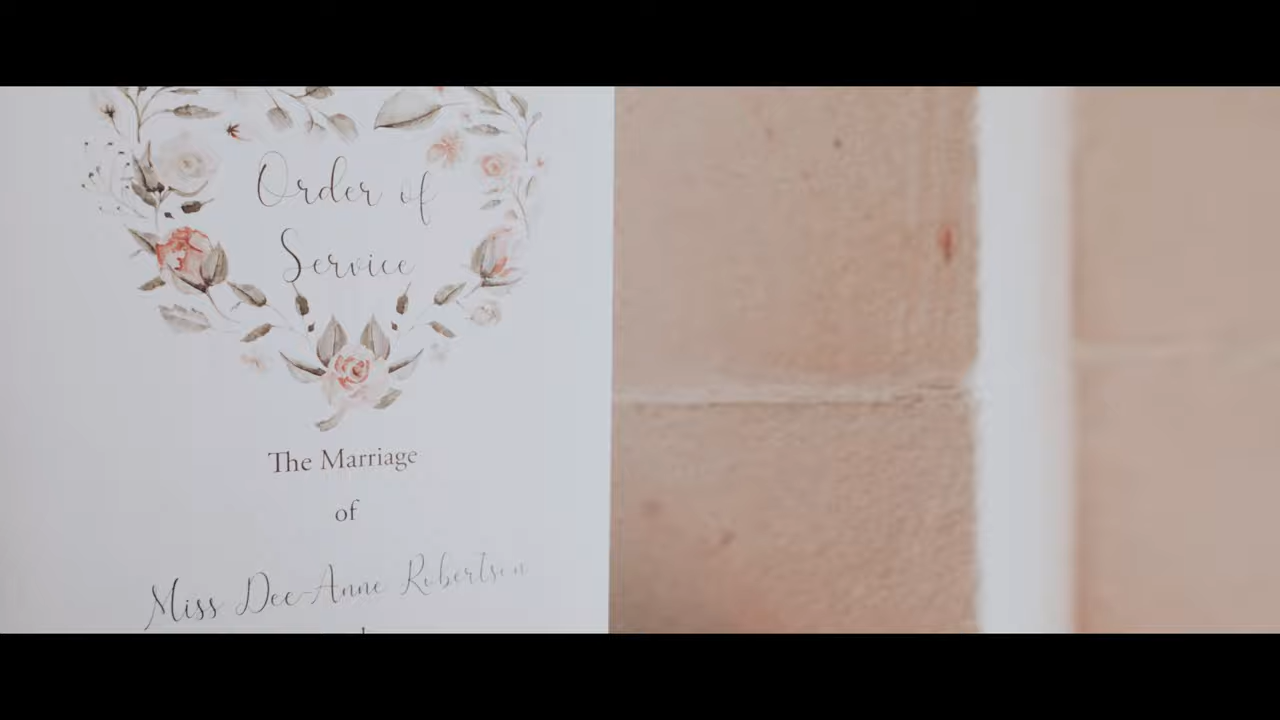 Order of
Service
The Marriage
of
Miss Dee-Anne Robertson